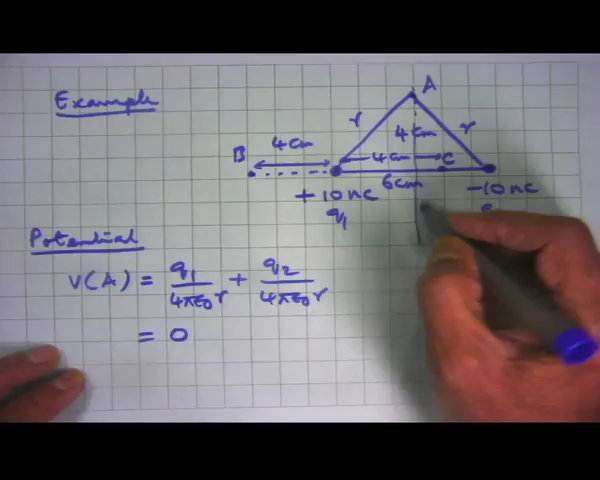 Example
A
r
r
4cm
B
4cm
4cm
C
6cm
+10nC
-10nC
q1
Potential
V(A) = q1/4πε0r + q2/4πε0r
= 0